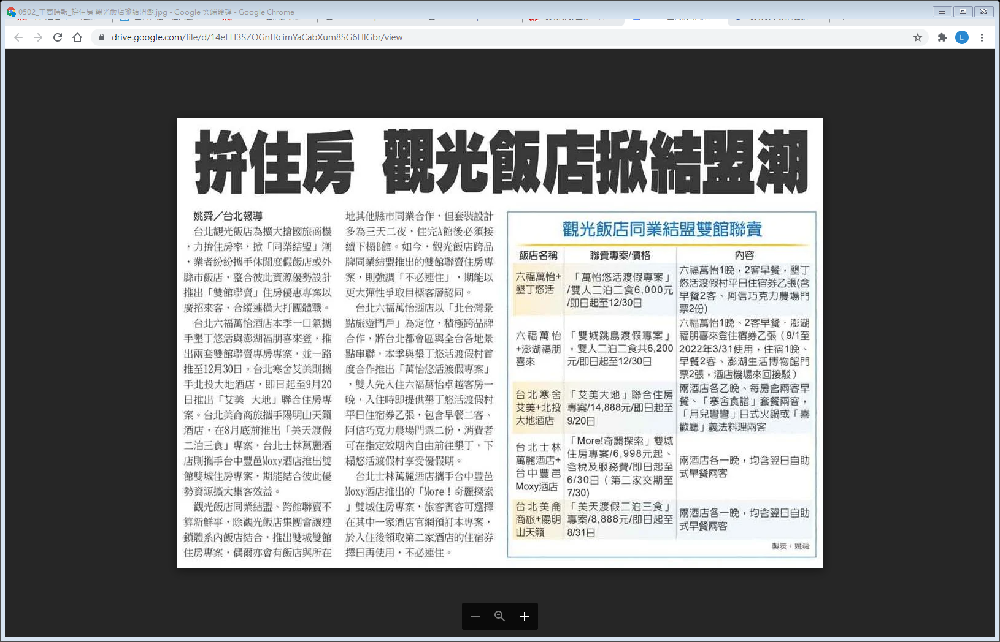 0502_工商時報_拚住房 觀光飯店掀結盟潮.jpg - Google 雲端硬碟 - Google Chrome
drive.google.com/file/d/14eFH3SZOGnfRcimYaCabXum8SG6HIGbr/view
L
拚住房 觀光飯店掀結盟潮
姚舜／台北報導
台北觀光飯店為擴大搶國旅商機
，力拚住房率，掀「同業結盟」潮
，業者紛紛攜手休閒度假飯店或外
縣市飯店，整合彼此資源優勢設計
推出「雙館聯賣」住房優惠專案以
廣招來客，合縱連橫大打團體戰。
台北六福萬怡酒店本季一口氣攜
手墾丁悠活與澎湖福朋喜來登，推
出兩套雙館聯賣專房專案，並一路
推至12月30日。台北寒舍艾美則攜
手北投大地酒店，即日起至9月20
日推出「艾美 大地」聯合住房專
案。台北美侖商旅攜手陽明山天籟
酒店，在8月底前推出「美天渡假
二泊三食」專案，台北士林萬麗酒
店則攜手台中豐邑Moxy酒店推出雙
館雙城住房專案，期能結合彼此優
勢資源擴大集客效益。
觀光飯店同業結盟、跨館聯賣不
算新鮮事，除觀光飯店集團會讓連
鎖體系內飯店結合，推出雙城雙館
住房專案，偶爾亦會有飯店與所在
地其他縣市同業合作，但套裝設計
多為三天二夜，住完A館後必須接
續下榻B館。如今，觀光飯店跨品
牌同業結盟推出的雙館聯賣住房專
案，則強調「不必連住」，期能以
更大彈性爭取目標客層認同。
台北六福萬怡酒店以「北台灣景
點旅遊門戶」為定位，積極跨品牌
合作，將台北都會區與全台各地景
點串聯，本季與墾丁悠活渡假村首
度合作推出「萬怡悠活渡假專案」
，雙人先入住六福萬怡卓越客房一
晚，入住時即提供墾丁悠活渡假村
平日住宿券乙張，包含早餐二客、
阿信巧克力農場門票二份，消費者
可在指定效期內自由前往墾丁，下
榻悠活渡假村享受優假期。
台北士林萬麗酒店攜手台中豐邑
Moxy酒店推出的「More！奇麗探索
」雙城住房專案，旅客賓客可選擇
在其中一家酒店官網預訂本專案，
於入住後領取第二家酒店的住宿券
擇日再使用，不必連住。
觀光飯店同業結盟雙館聯賣
飯店名稱 聯賣專案/價格 內容
六福萬怡+
墾丁悠活
「萬怡悠活渡假專案」
/雙人二泊二食6,000元
/即日起至12/30日
六福萬怡1晚，2客早餐，墾丁
悠活渡假村平日住宿券乙張(含
早餐2客、阿信巧克力農場門
票2份)
六福萬怡
+澎湖福朋
喜來
「雙城跳島渡假專案」
，雙人二泊二食共6,200
元/即日起至12/30日
六福萬怡1晚、2客早餐．澎湖
福朋喜來登住宿券乙張（9/1至
2022年3/31使用，住宿1晚、
早餐2客、澎湖生活博物館門
票2張，酒店機場來回接駁）
台北寒舍
艾美+北投
大地酒店
「艾美大地」聯合住房
專案/14,888元/即日起至
9/20日
兩酒店各乙晚、每房含兩客早
餐、「寒舍食譜」套餐兩客，
「月兒彎彎」日式火鍋或「喜
歡廳」義法料理兩客
台北士林
萬麗酒店+
台中豐邑
Moxy酒店
「More!奇麗探索」雙城
住房專案/6,998元起、
含稅及服務費/即日起至
6/30日（第二家交期至
7/30)
兩酒店各一晚，均含翌日自助
式早餐兩客
台北美侖
商旅+陽明
山天籟
「美天渡假二泊三食」
專案/8,888元/即日起至
8/31日
兩酒店各一晚，均含翌日自助
式早餐兩客
製表：姚舜